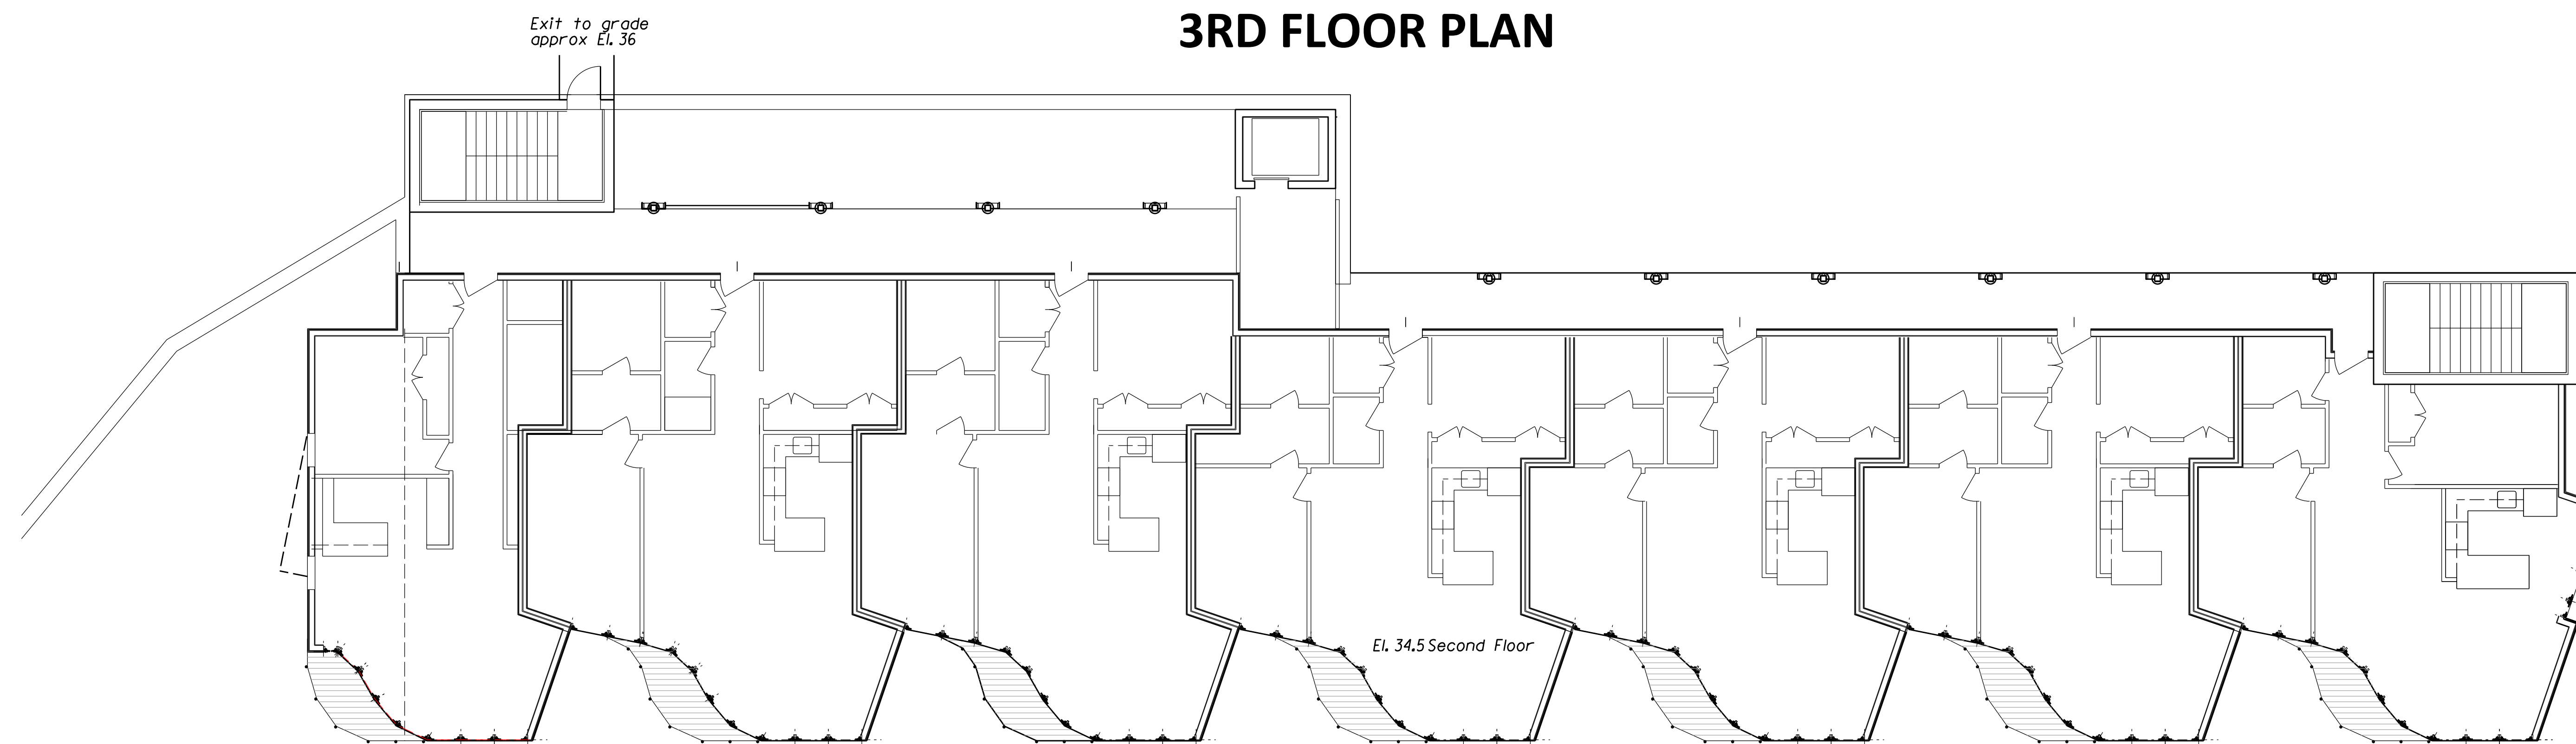 3RD FLOOR PLAN
Exit to grade
approx El. 36
El. 34.5 Second Floor